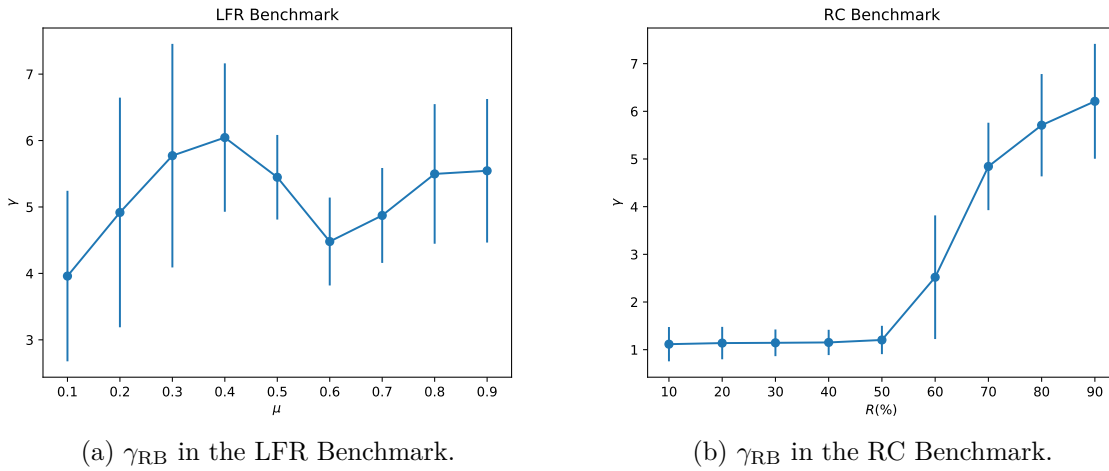 LFR Benchmark
γ
7
6
5
4
3
0.1 0.2 0.3 0.4 0.5 0.6 0.7 0.8 0.9
μ
(a) γRB in the LFR Benchmark.
RC Benchmark
γ
7
6
5
4
3
2
1
10 20 30 40 50 60 70 80 90
R(%)
(b) γRB in the RC Benchmark.